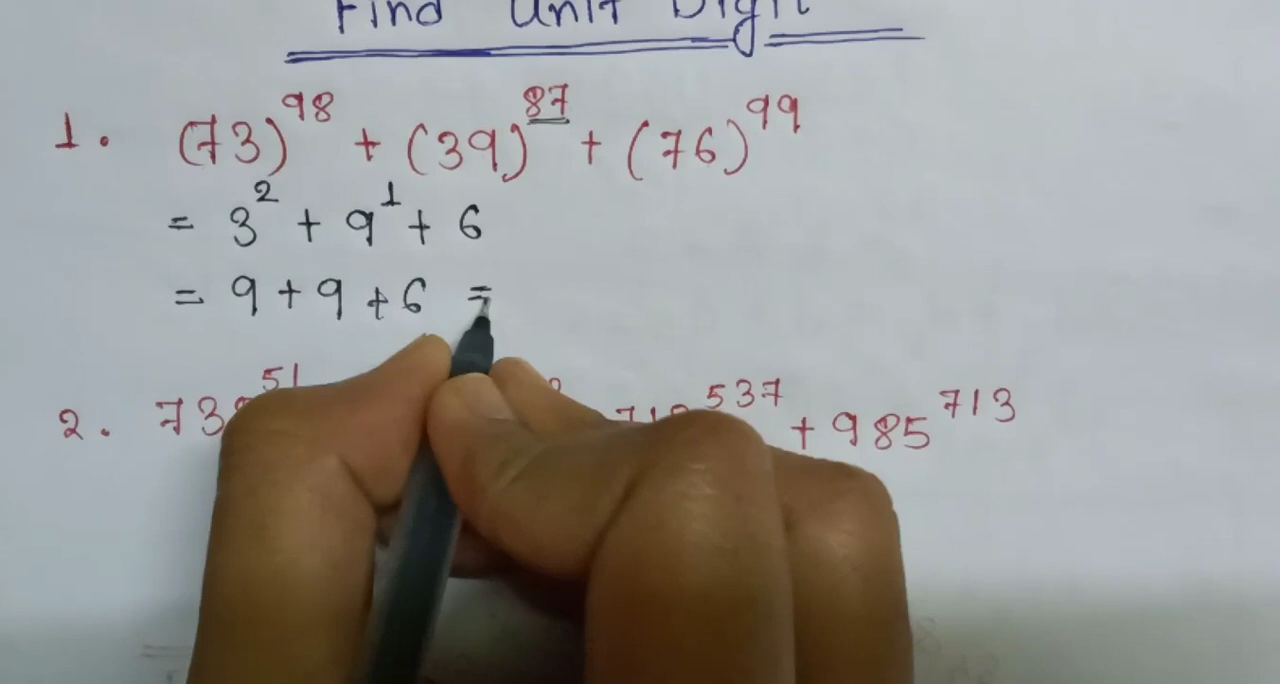 Find Unit Digit
1. (73)^98 + (39)^87 + (76)^99
= 3^2 + 9^1 + 6
= 9 + 9 + 6 =
2. 73 51 537 + 985^713